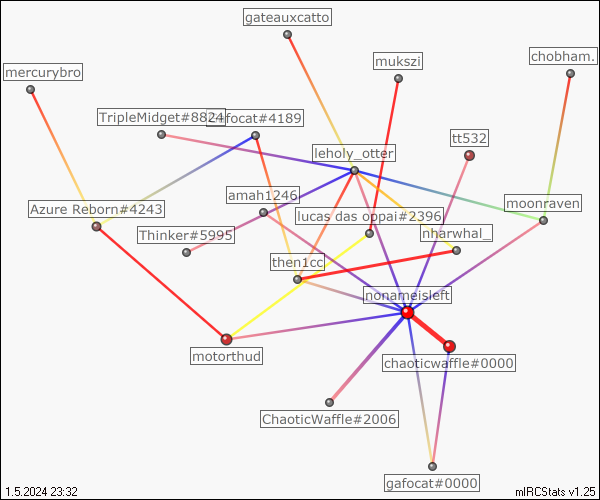 gateauxcatto
mukszi
chobham.
mercurybro
TripleMidget#8824
afocat#4189
tt532
leholy_otter
amah1246
moonraven
Azure Reborn#4243
lucas das oppai#2396
Thinker#5995
nharwhal_
then1cc
nonameisleft
motorthud
chaoticwaffle#0000
ChaoticWaffle#2006
gafocat#0000
1.5.2024 23:32
mIRCStats v1.25